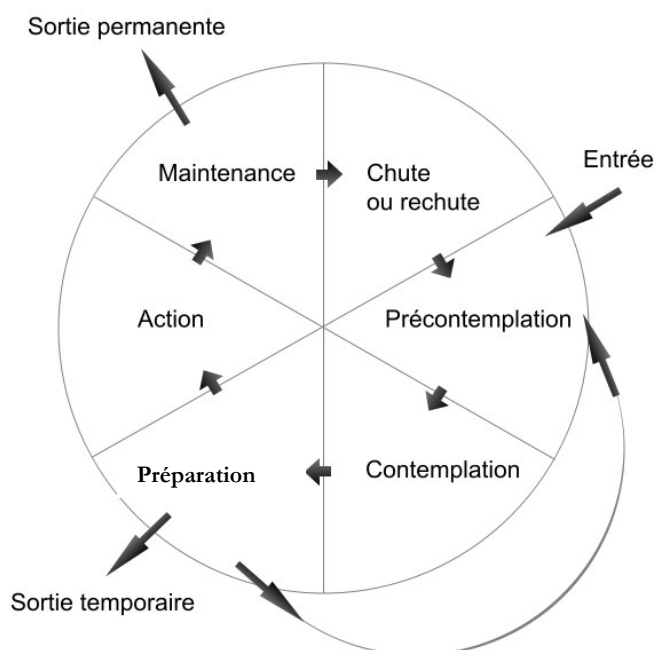 Sortie permanente
Entrée
Maintenance
Chute
ou rechute
Action
Précontemplation
Préparation
Contemplation
Sortie temporaire